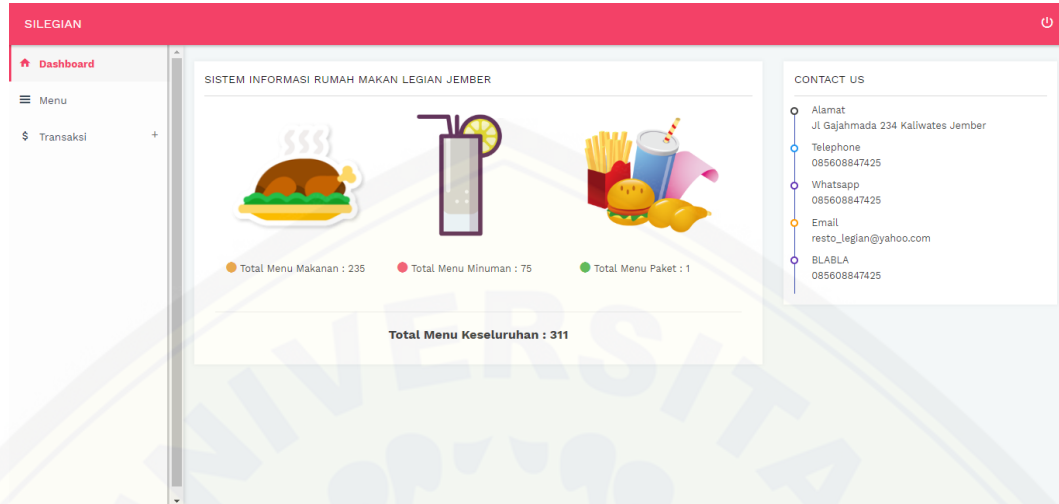 SILEGIAN
Dashboard
Menu
$ Transaksi +
SISTEM INFORMASI RUMAH MAKAN LEGIAN JEMBER
Total Menu Makanan : 235
Total Menu Minuman : 75
Total Menu Paket : 1
Total Menu Keseluruhan : 311
CONTACT US
Alamat
Jl Gajahmada 234 Kaliwates Jember
Telephone
085608847425
Whatsapp
085608847425
Email
resto_legian@yahoo.com
BLABLA
085608847425
NIVERSITA